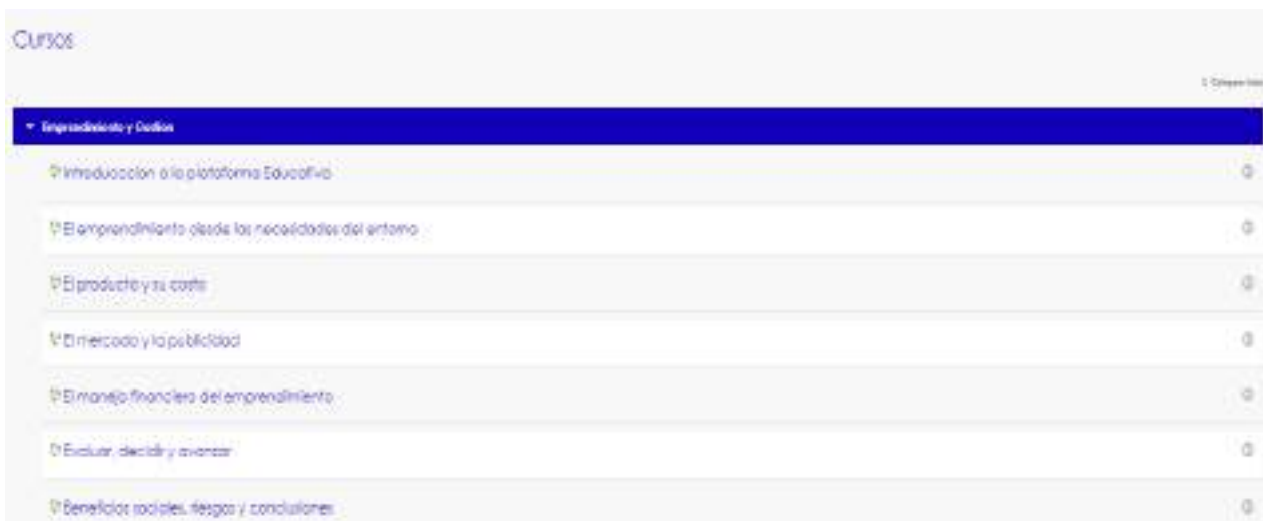 Cursos
Emprendimiento y Gestion
Introduccion a la plataforma Educativa
El emprendimiento desde las necesidades del entorno
El producto y su costo
El mercado y la publicidad
El manejo financiero del emprendimiento
Evaluar, decidir y avanzar
Beneficios sociales, riesgos y conclusiones